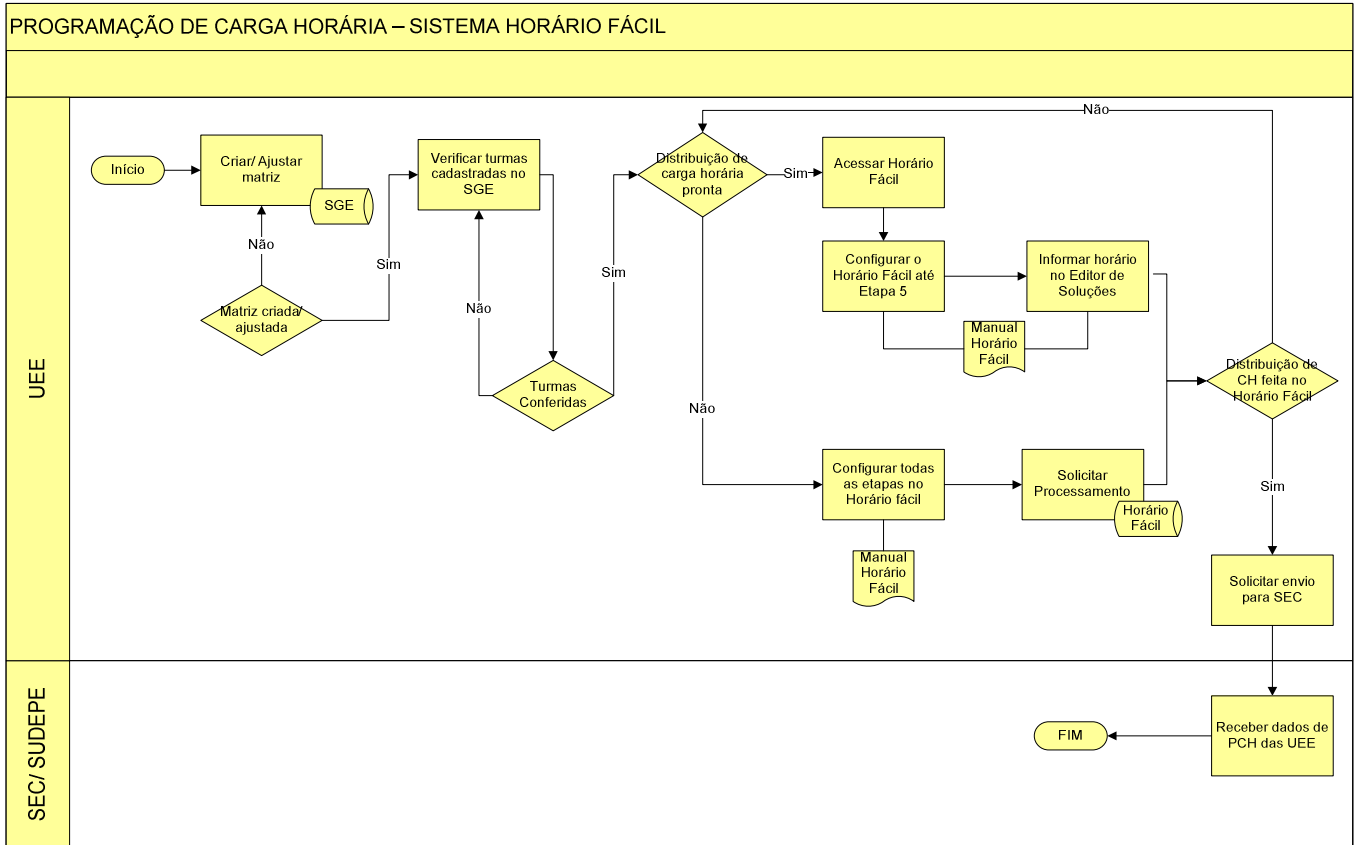 PROGRAMAÇÃO DE CARGA HORÁRIA – SISTEMA HORÁRIO FÁCIL
UEE
Início
Criar/ Ajustar
matriz
SGE
Não
Matriz criada/
ajustada
Sim
Verificar turmas
cadastradas no
SGE
Não
Turmas
Conferidas
Sim
Distribuição de
carga horária
pronta
Não
Sim
Acessar Horário
Fácil
Configurar o
Horário Fácil até
Etapa 5
Informar horário
no Editor de
Soluções
Manual
Horário
Fácil
Não
Configurar todas
as etapas no
Horário fácil
Manual
Horário
Fácil
Solicitar
Processamento
Horário
Fácil
Distribuição de
CH feita no
Horário Fácil
Sim
Solicitar envio
para SEC
SEC/ SUDEPE
Receber dados de
PCH das UEE
FIM